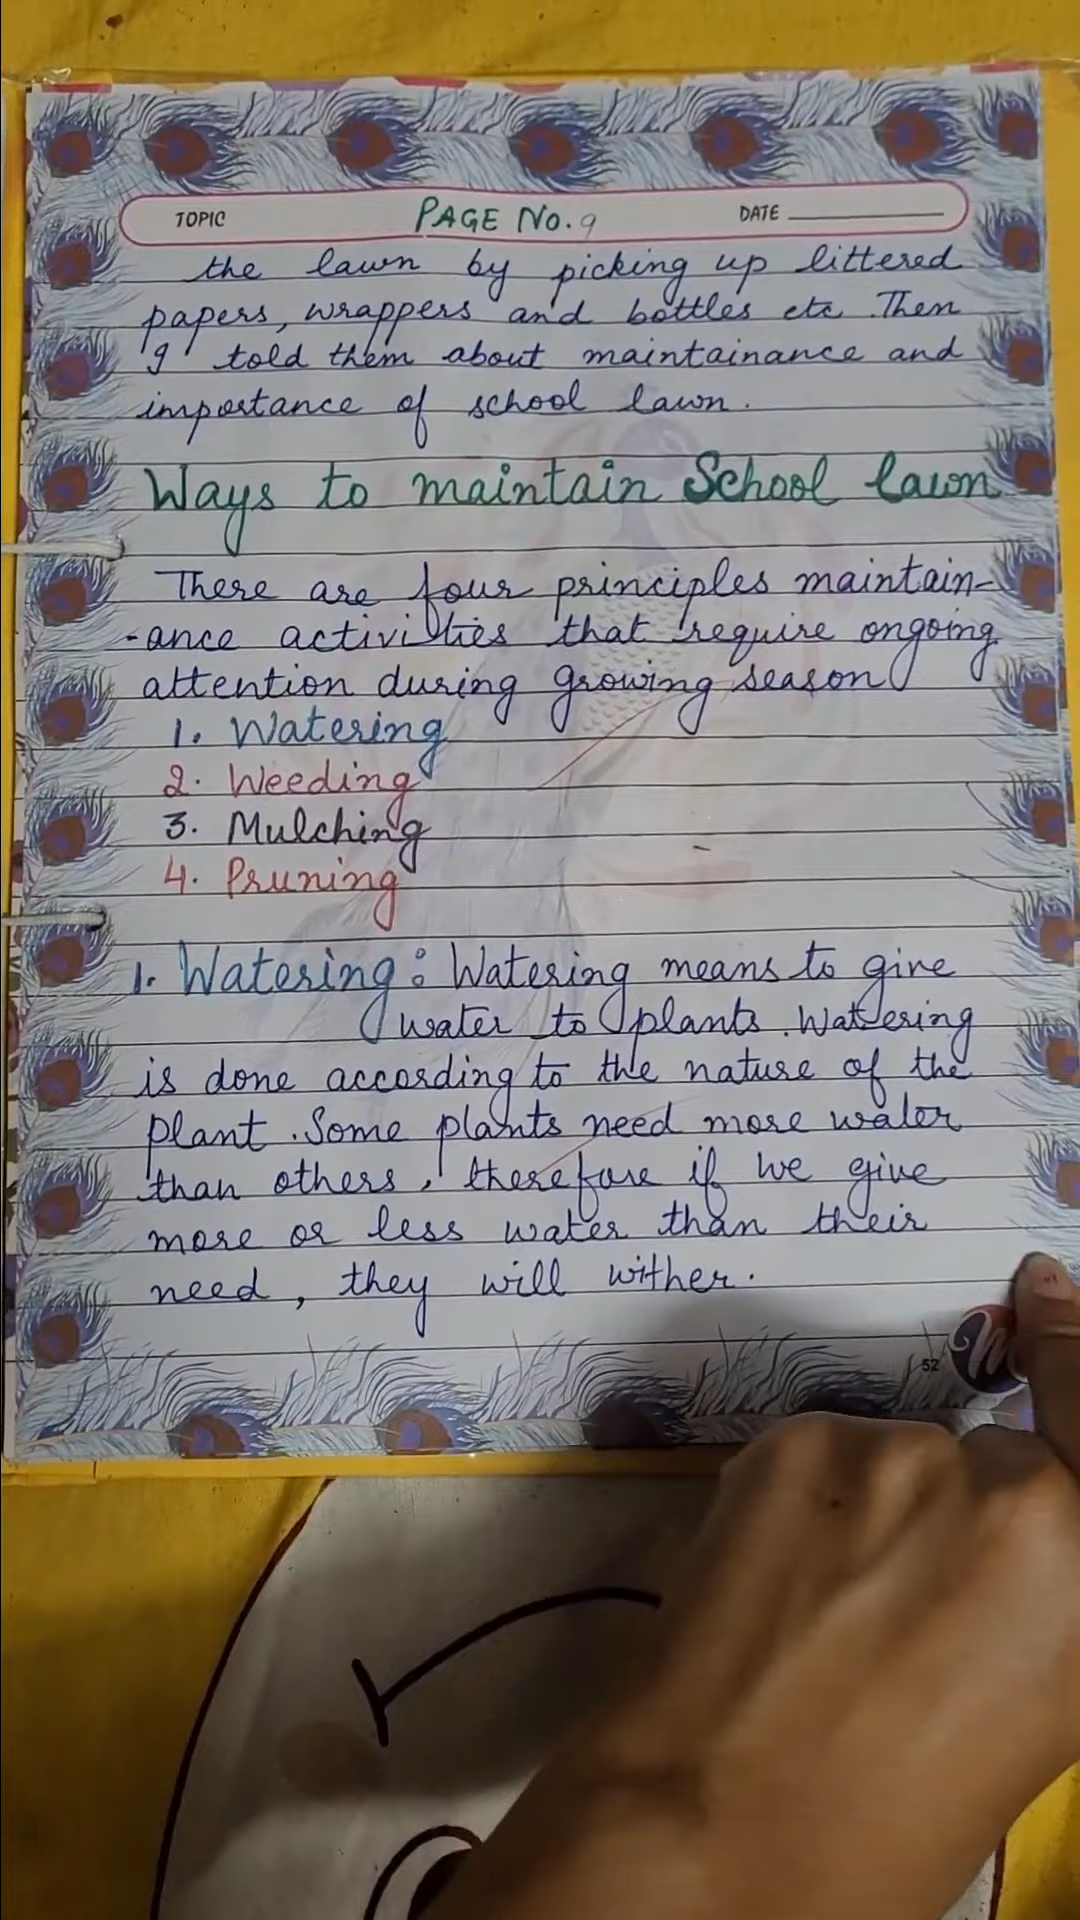 TOPIC PAGE NO. 9 DATE
the lawn by picking up littered
papers, wrappers and bottles etc. Then
I told them about maintainance and
importance of school lawn.
Ways to maintain School lawn
There are four principles maintain-
-ance activities that require ongoing
attention during growing season
1. Watering
2. Weeding
3. Mulching
4. Pruning
1. Watering: Watering means to give
water to plants. Watering
is done according to the nature of the
plant. Some plants need more water
than others, therefore if we give
more or less water than their
need, they will wither.
52